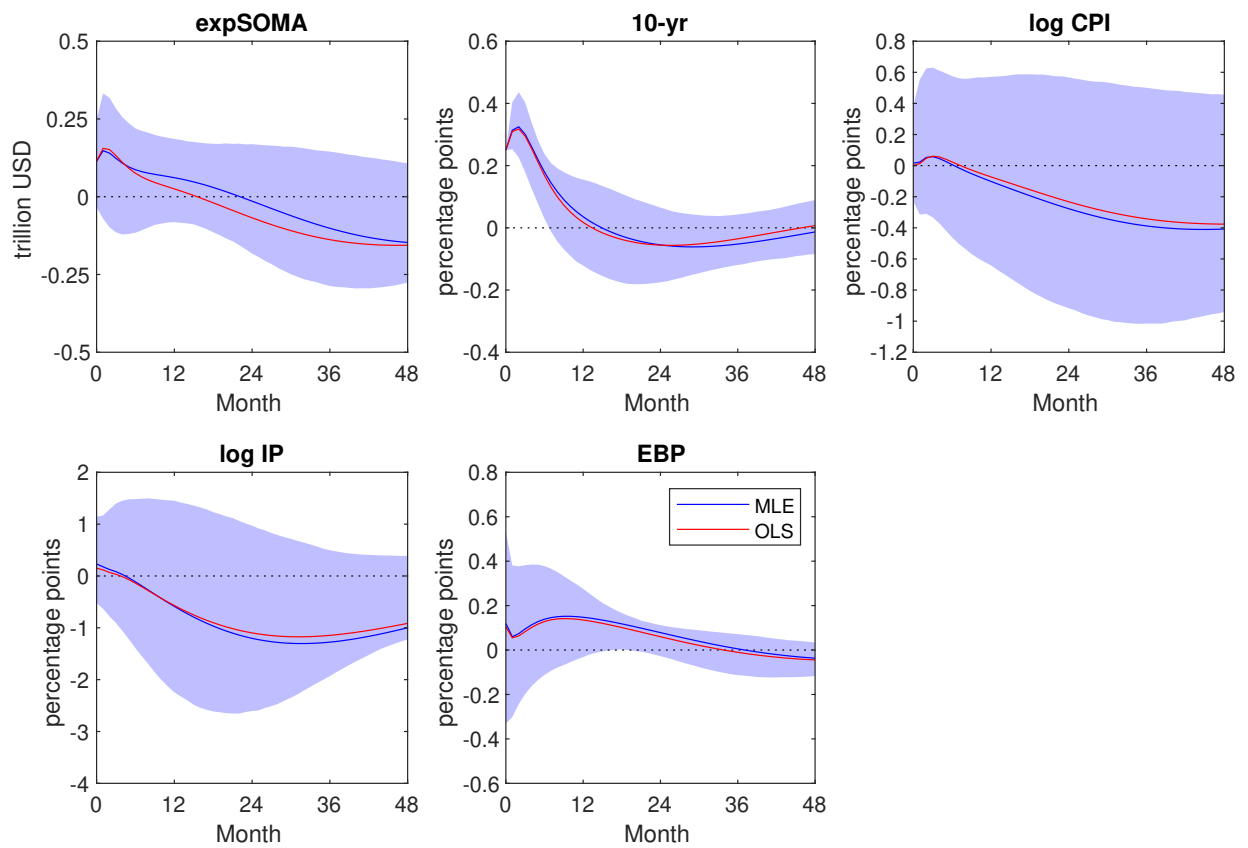 expSOMA
0.5
0.25
0
-0.25
-0.5
trillion USD
0 12 24 36 48
Month
10-yr
0.6
0.4
0.2
0
-0.2
-0.4
percentage points
0 12 24 36 48
Month
log CPI
0.8
0.6
0.4
0.2
0
-0.2
-0.4
-0.6
-0.8
-1
-1.2
percentage points
0 12 24 36 48
Month
log IP
2
1
0
-1
-2
-3
-4
percentage points
0 12 24 36 48
Month
EBP
0.8
0.6
0.4
0.2
0
-0.2
-0.4
-0.6
percentage points
MLE
OLS
0 12 24 36 48
Month